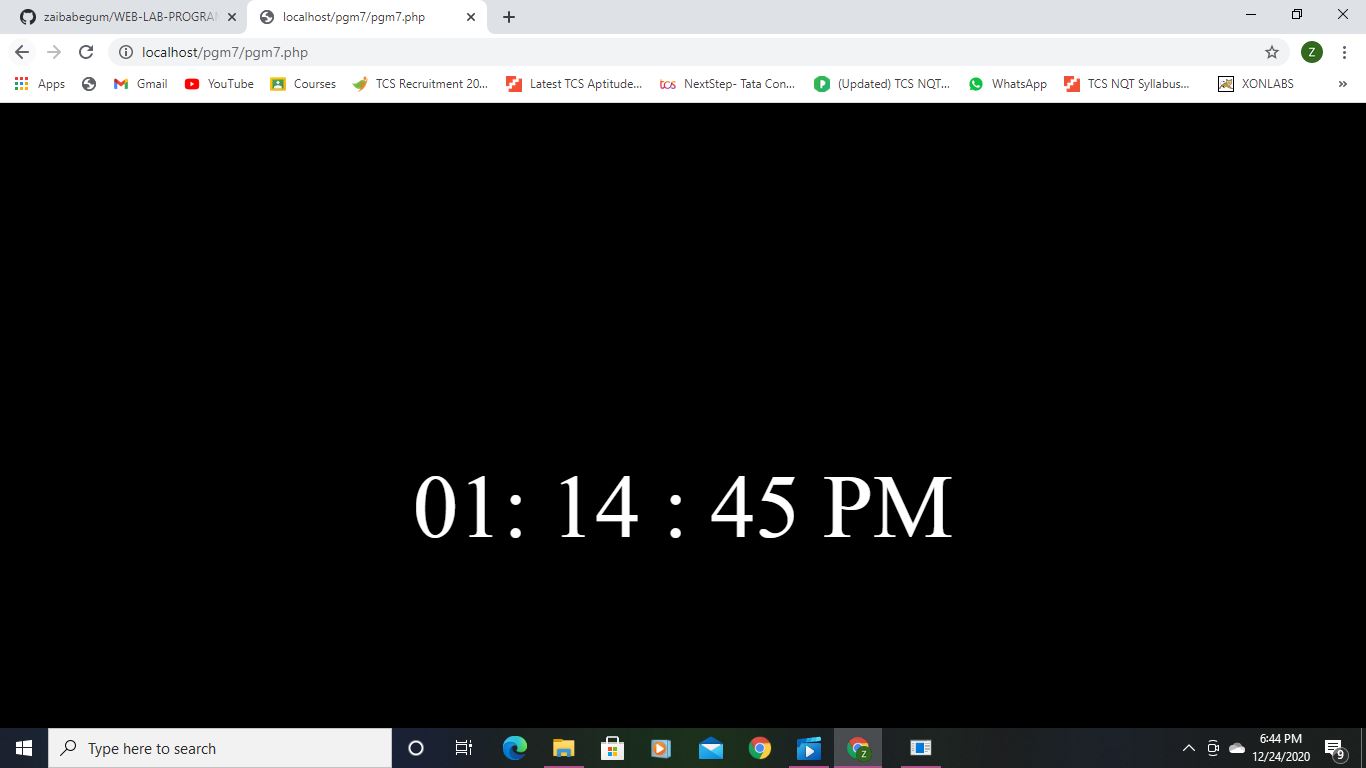 zaibabegum/WEB-LAB-PROGRAM
localhost/pgm7/pgm7.php
localhost/pgm7/pgm7.php
Z
Apps
Gmail
YouTube
Courses
TCS Recruitment 20...
Latest TCS Aptitude...
tcs NextStep- Tata Con...
(Updated) TCS NQT...
WhatsApp
TCS NQT Syllabus...
XONLABS
»
01: 14 : 45 PM
Type here to search
Z
6:44 PM
12/24/2020
9